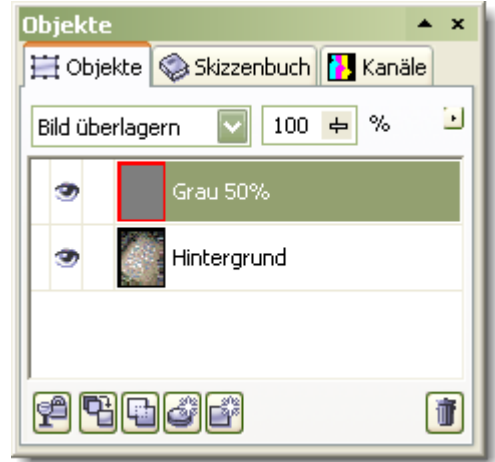 Objekte
Objekte Skizzenbuch Kanäle
Bild überlagern 100 %
Grau 50%
Hintergrund